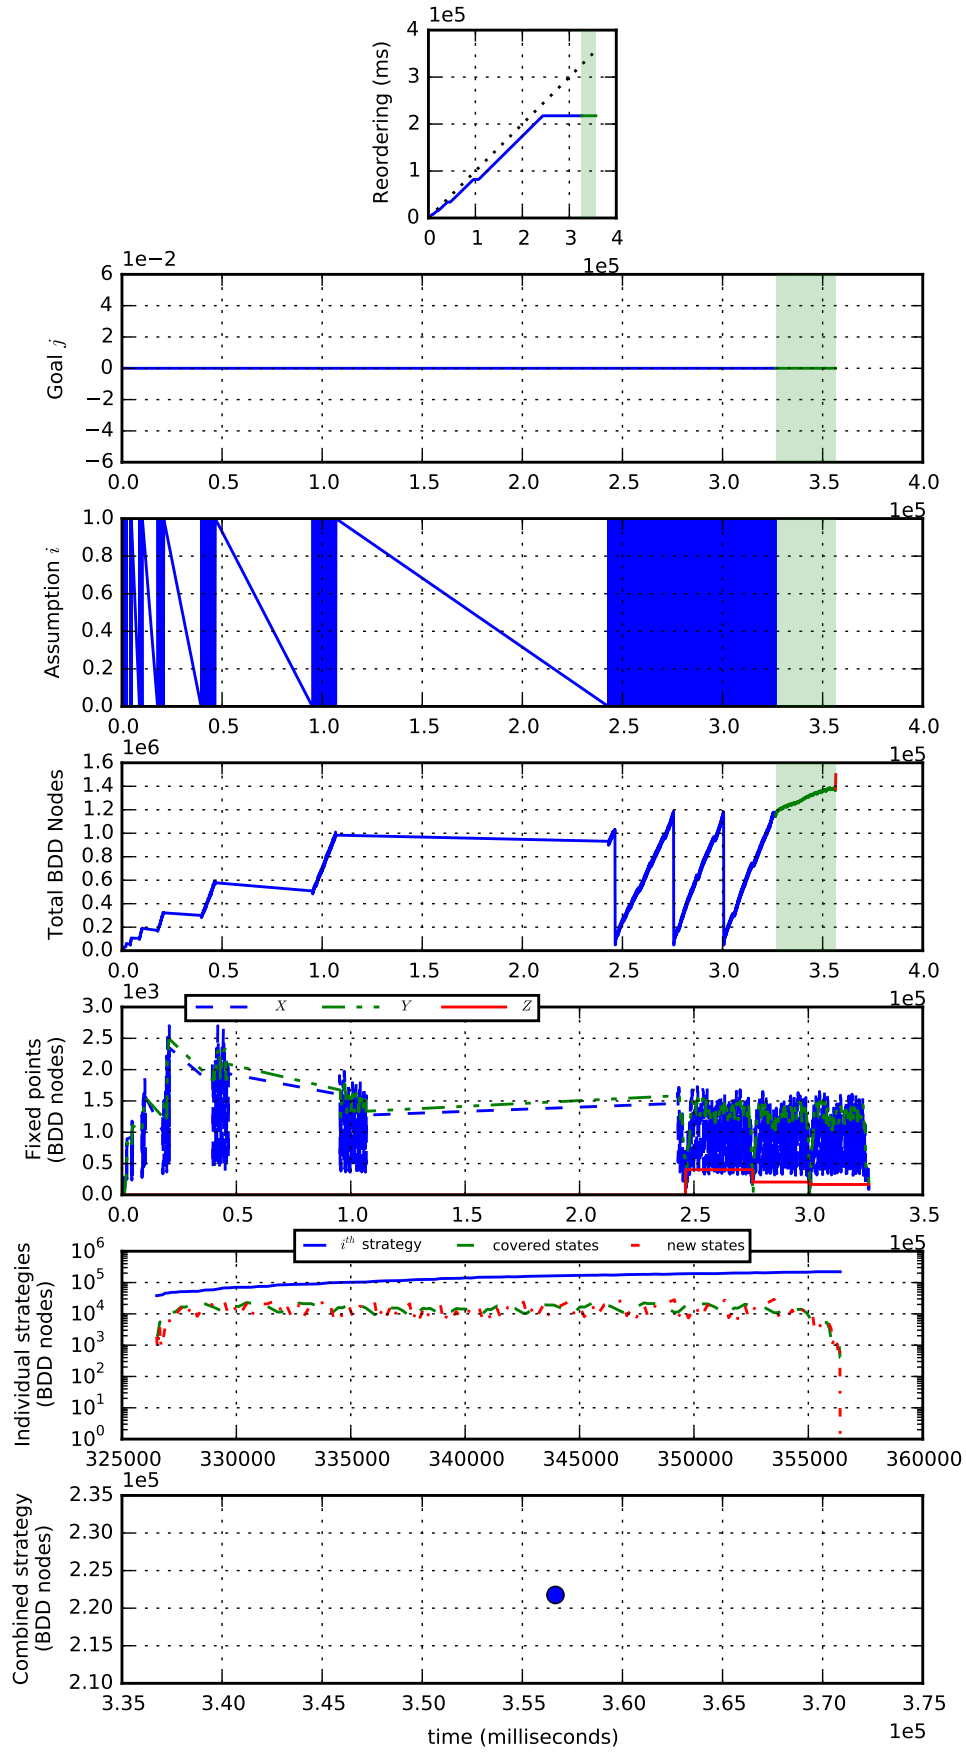 1e5
Reordering (ms)
4
3
2
1
0
0 1 2 3 4
1e5
1e−2
Goal j
6
4
2
0
−2
−4
−6
0.0 0.5 1.0 1.5 2.0 2.5 3.0 3.5 4.0
1e5
Assumption i
1.0
0.8
0.6
0.4
0.2
0.0
0.0 0.5 1.0 1.5 2.0 2.5 3.0 3.5 4.0
1e5
1e6
Total BDD Nodes
1.6
1.4
1.2
1.0
0.8
0.6
0.4
0.2
0.0
0.0 0.5 1.0 1.5 2.0 2.5 3.0 3.5 4.0
1e5
1e3
X Y Z
Fixed points
(BDD nodes)
3.0
2.5
2.0
1.5
1.0
0.5
0.0
0.0 0.5 1.0 1.5 2.0 2.5 3.0 3.5
1e5
i^th strategy covered states new states
Individual strategies
(BDD nodes)
10^6
10^5
10^4
10^3
10^2
10^1
10^0
325000 330000 335000 340000 345000 350000 355000 360000
1e5
Combined strategy
(BDD nodes)
2.35
2.30
2.25
2.20
2.15
2.10
3.35 3.40 3.45 3.50 3.55 3.60 3.65 3.70 3.75
time (milliseconds)
1e5